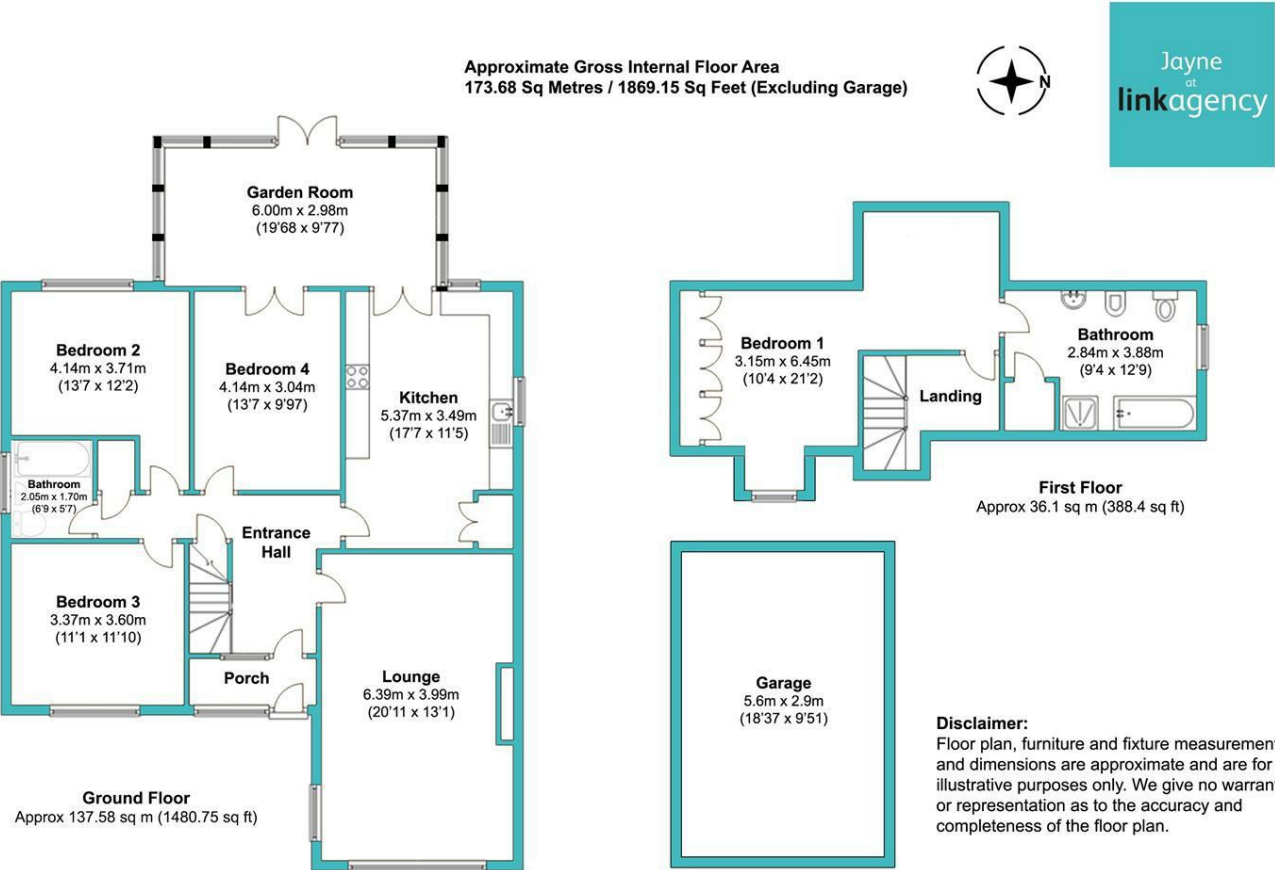 Approximate Gross Internal Floor Area
173.68 Sq Metres / 1869.15 Sq Feet (Excluding Garage)
N
Jayne
at
linkagency
Garden Room
6.00m x 2.98m
(19'68 x 9'77)
Bedroom 2
4.14m x 3.71m
(13'7 x 12'2)
Bedroom 4
4.14m x 3.04m
(13'7 x 9'97)
Kitchen
5.37m x 3.49m
(17'7 x 11'5)
Bathroom
2.05m x 1.70m
(6'9 x 5'7)
Entrance
Hall
Bedroom 3
3.37m x 3.60m
(11'1 x 11'10)
Porch
Lounge
6.39m x 3.99m
(20'11 x 13'1)
Ground Floor
Approx 137.58 sq m (1480.75 sq ft)
Bedroom 1
3.15m x 6.45m
(10'4 x 21'2)
Bathroom
2.84m x 3.88m
(9'4 x 12'9)
Landing
First Floor
Approx 36.1 sq m (388.4 sq ft)
Garage
5.6m x 2.9m
(18'37 x 9'51)
Disclaimer:
Floor plan, furniture and fixture measuremen
and dimensions are approximate and are for
illustrative purposes only. We give no warran
or representation as to the accuracy and
completeness of the floor plan.